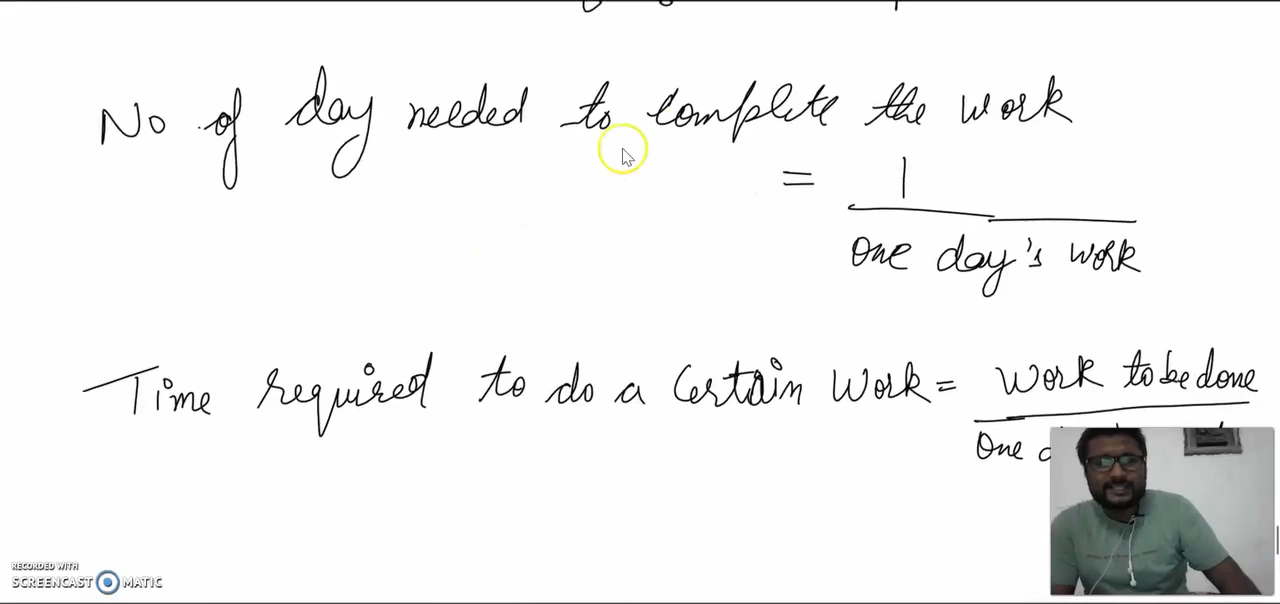 No of day needed to complete the work
= 1
One day's work
Time required to do a Certain Work = Work to be done
One
RECORDED WITH
SCREENCAST MATIC